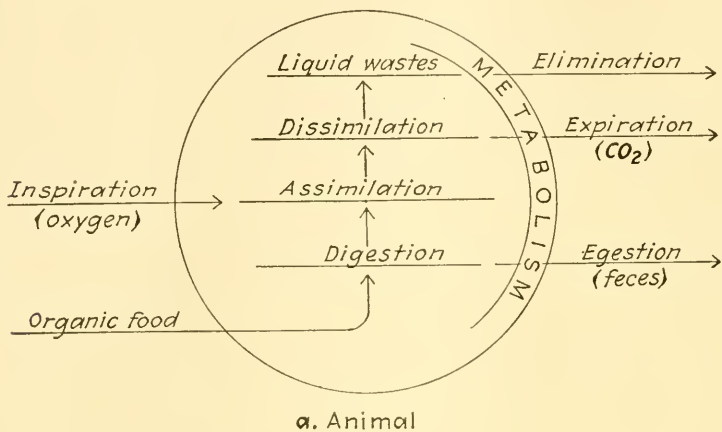 Liquid wastes
Elimination
Dissimilation
Expiration
(CO₂)
METABOLISM
Inspiration
(oxygen)
Assimilation
Digestion
Egestion
(feces)
Organic food
a. Animal